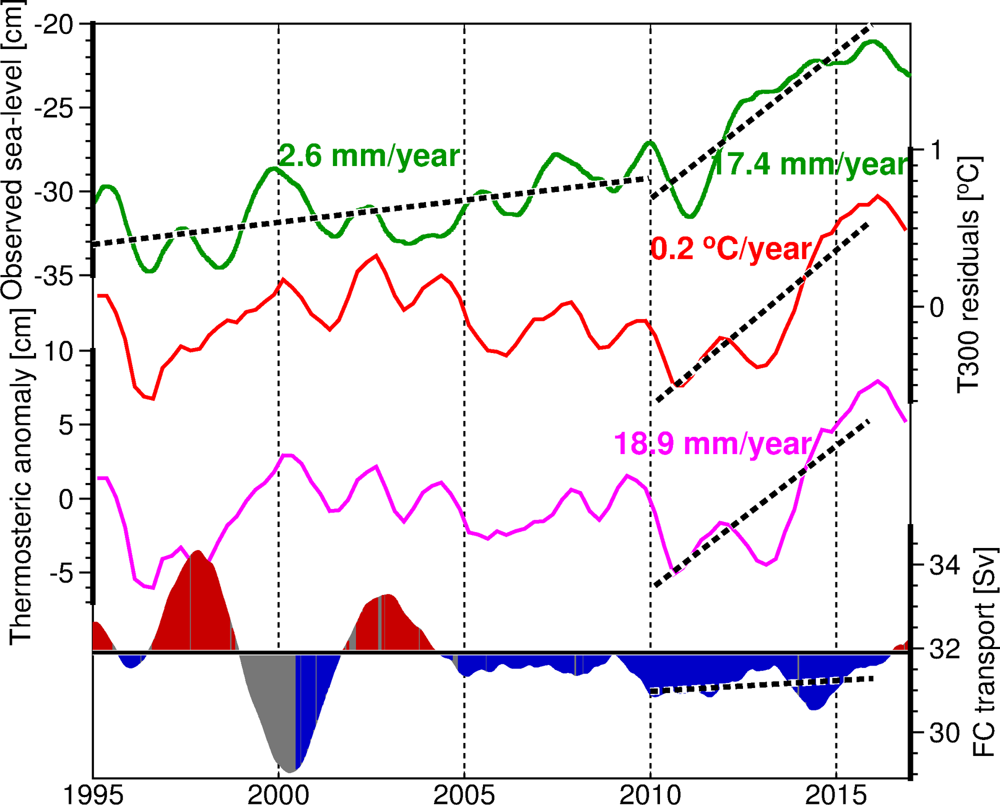 Observed sea-level [cm]
-20
-25
-30
-35
Thermosteric anomaly [cm]
10
5
0
-5
2.6 mm/year
17.4 mm/year
0.2 ºC/year
18.9 mm/year
1
0
T300 residuals [ºC]
34
32
30
FC transport [Sv]
1995
2000
2005
2010
2015